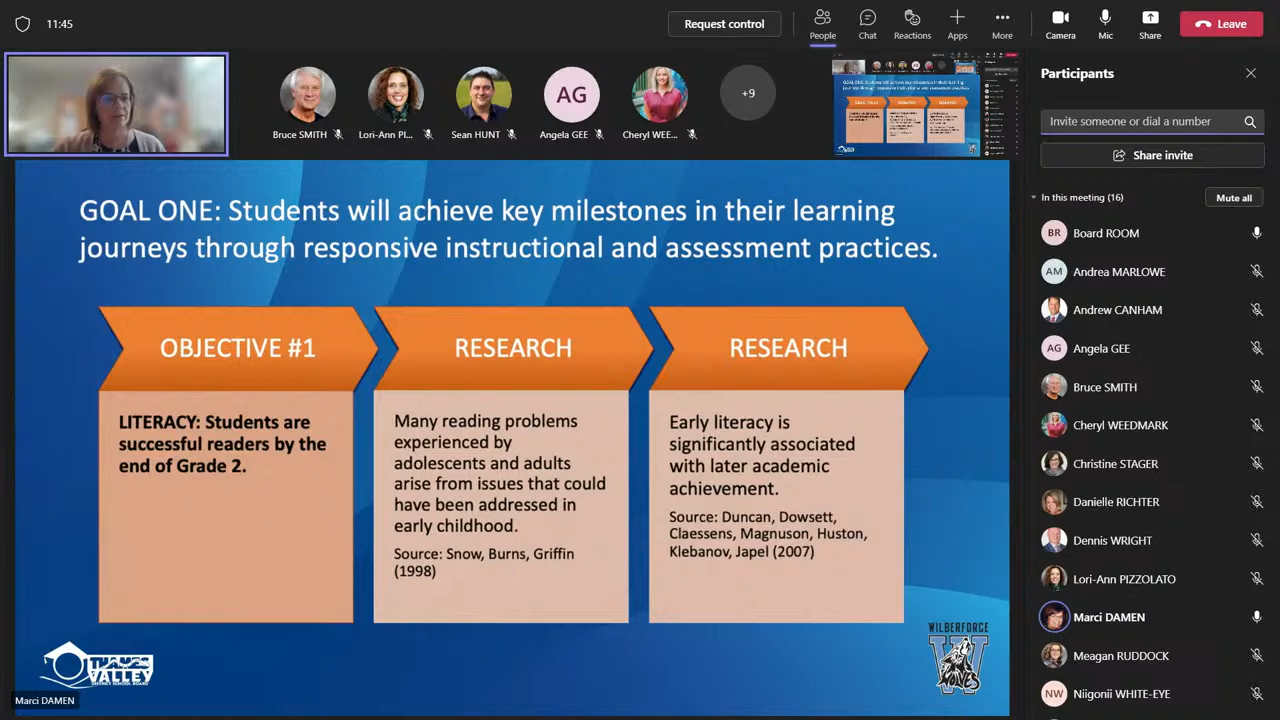 11:45
Request control
People
Chat
Reactions
Apps
More
Camera
Mic
Share
Leave
Bruce SMITH
Lori-Ann PI...
Sean HUNT
AG
Angela GEE
Cheryl WEE...
+9
GOAL ONE: Students will achieve key milestones in their learning
journeys through responsive instructional and assessment practices.
OBJECTIVE #1
LITERACY: Students are
successful readers by the
end of Grade 2.
RESEARCH
Many reading problems
experienced by
adolescents and adults
arise from issues that could
have been addressed in
early childhood.
Source: Snow, Burns, Griffin
(1998)
RESEARCH
Early literacy is
significantly associated
with later academic
achievement.
Source: Duncan, Dowsett,
Claessens, Magnuson, Huston,
Klebanov, Japel (2007)
THAMES
VALLEY
DISTRICT SCHOOL BOARD
WILBERFORCE
W
WOLVES
Marci DAMEN
Participants
Invite someone or dial a number
Share invite
In this meeting (16)
Mute all
BR
Board ROOM
AM
Andrea MARLOWE
Andrew CANHAM
AG
Angela GEE
Bruce SMITH
Cheryl WEEDMARK
Christine STAGER
Danielle RICHTER
Dennis WRIGHT
Lori-Ann PIZZOLATO
Marci DAMEN
Meagan RUDDOCK
NW
Niigonii WHITE-EYE